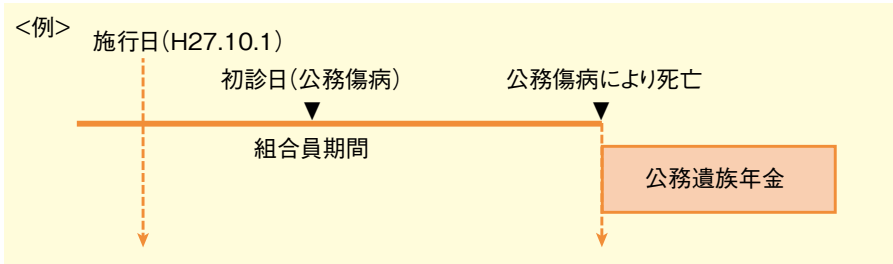 <例>
施行日(H27.10.1)
初診日(公務傷病)
公務傷病により死亡
組合員期間
公務遺族年金